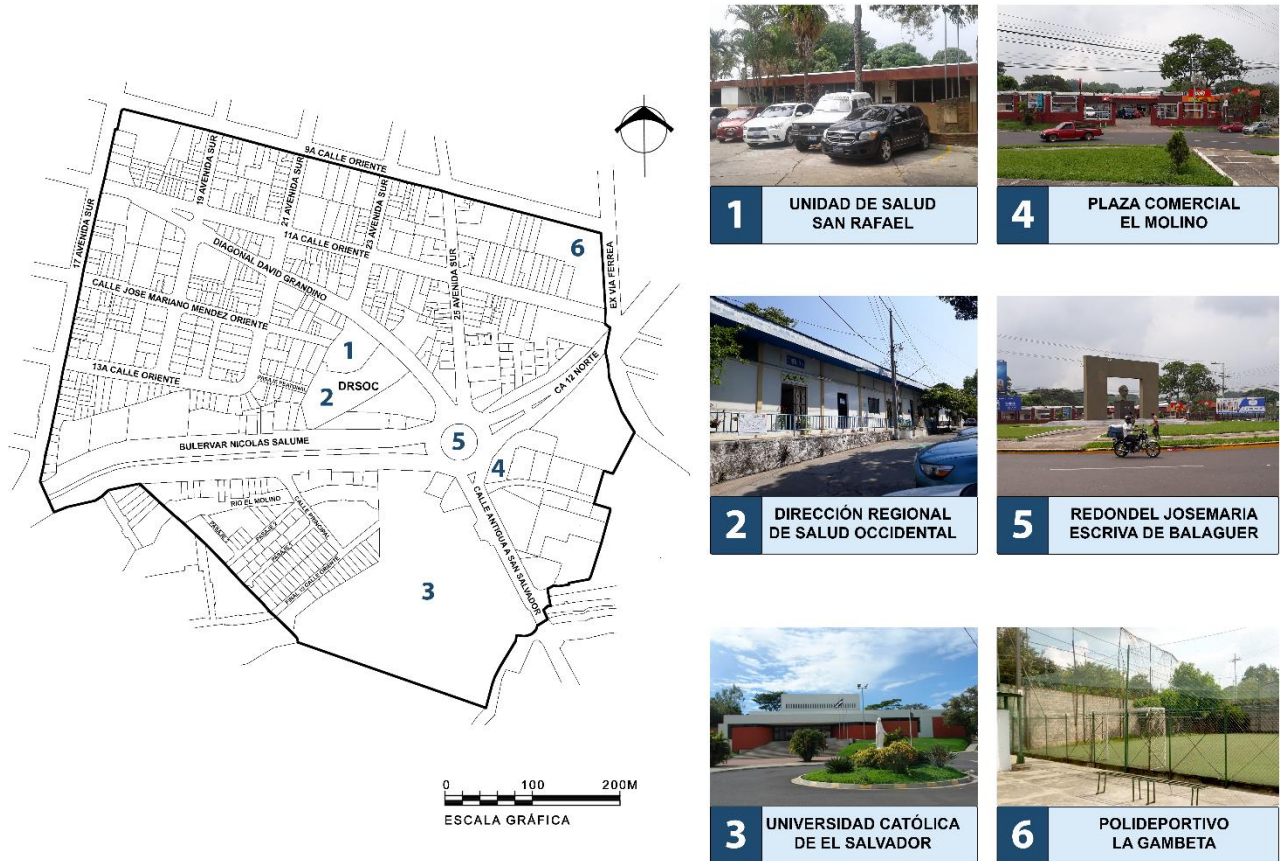 9A CALLE ORIENTE
17 AVENIDA SUR
19 AVENIDA SUR
21 AVENIDA SUR
23 AVENIDA SUR
25 AVENIDA SUR
11A CALLE ORIENTE
DIAGONAL DAVID GRANDINO
CALLE JOSE MARIANO MENDEZ ORIENTE
13A CALLE ORIENTE
EX VIA FERREA
CA 12 NORTE
6
1
2
DRSOC
5
4
3
BULERVAR NICOLAS SALUME
RIO EL MOLINO
CALLE PRINCIPAL
CALLE ANTIGUA A SAN SALVADOR
0 100 200M
ESCALA GRÁFICA
1
UNIDAD DE SALUD
SAN RAFAEL
4
PLAZA COMERCIAL
EL MOLINO
2
DIRECCIÓN REGIONAL
DE SALUD OCCIDENTAL
5
REDONDEL JOSEMARIA
ESCRIVA DE BALAGUER
3
UNIVERSIDAD CATÓLICA
DE EL SALVADOR
6
POLIDEPORTIVO
LA GAMBETA